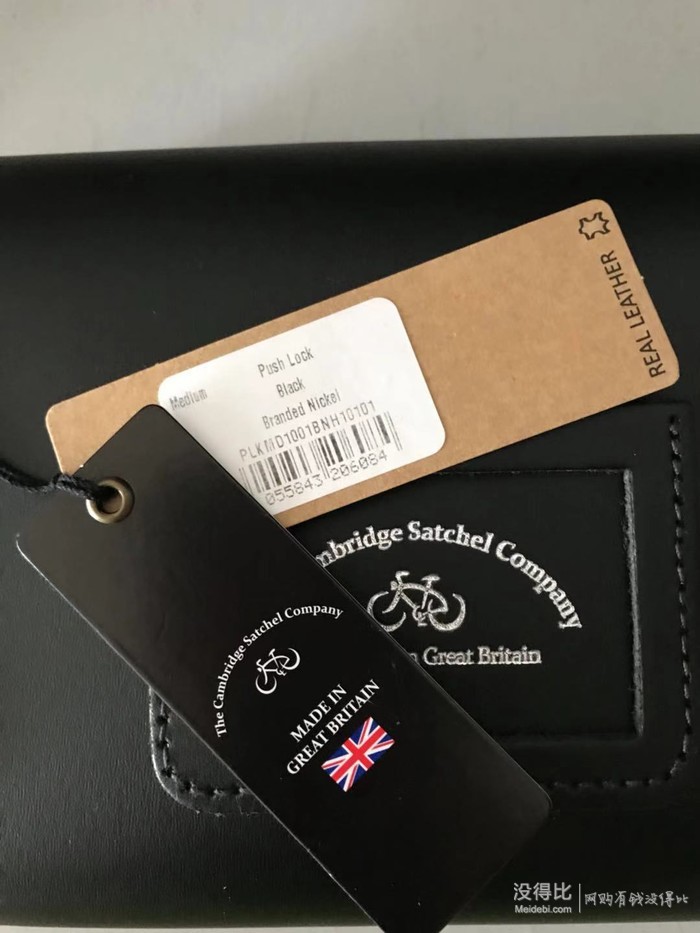 REAL LEATHER
Medium
Push Lock
Black
Branded Nickel
PLKM01001BNH10101
055843 206084
Cambridge Satchel Company
Great Britain
The Cambridge Satchel Company
MADE IN
GREAT BRITAIN
没得比
Meidebi.com
网购有钱没得比